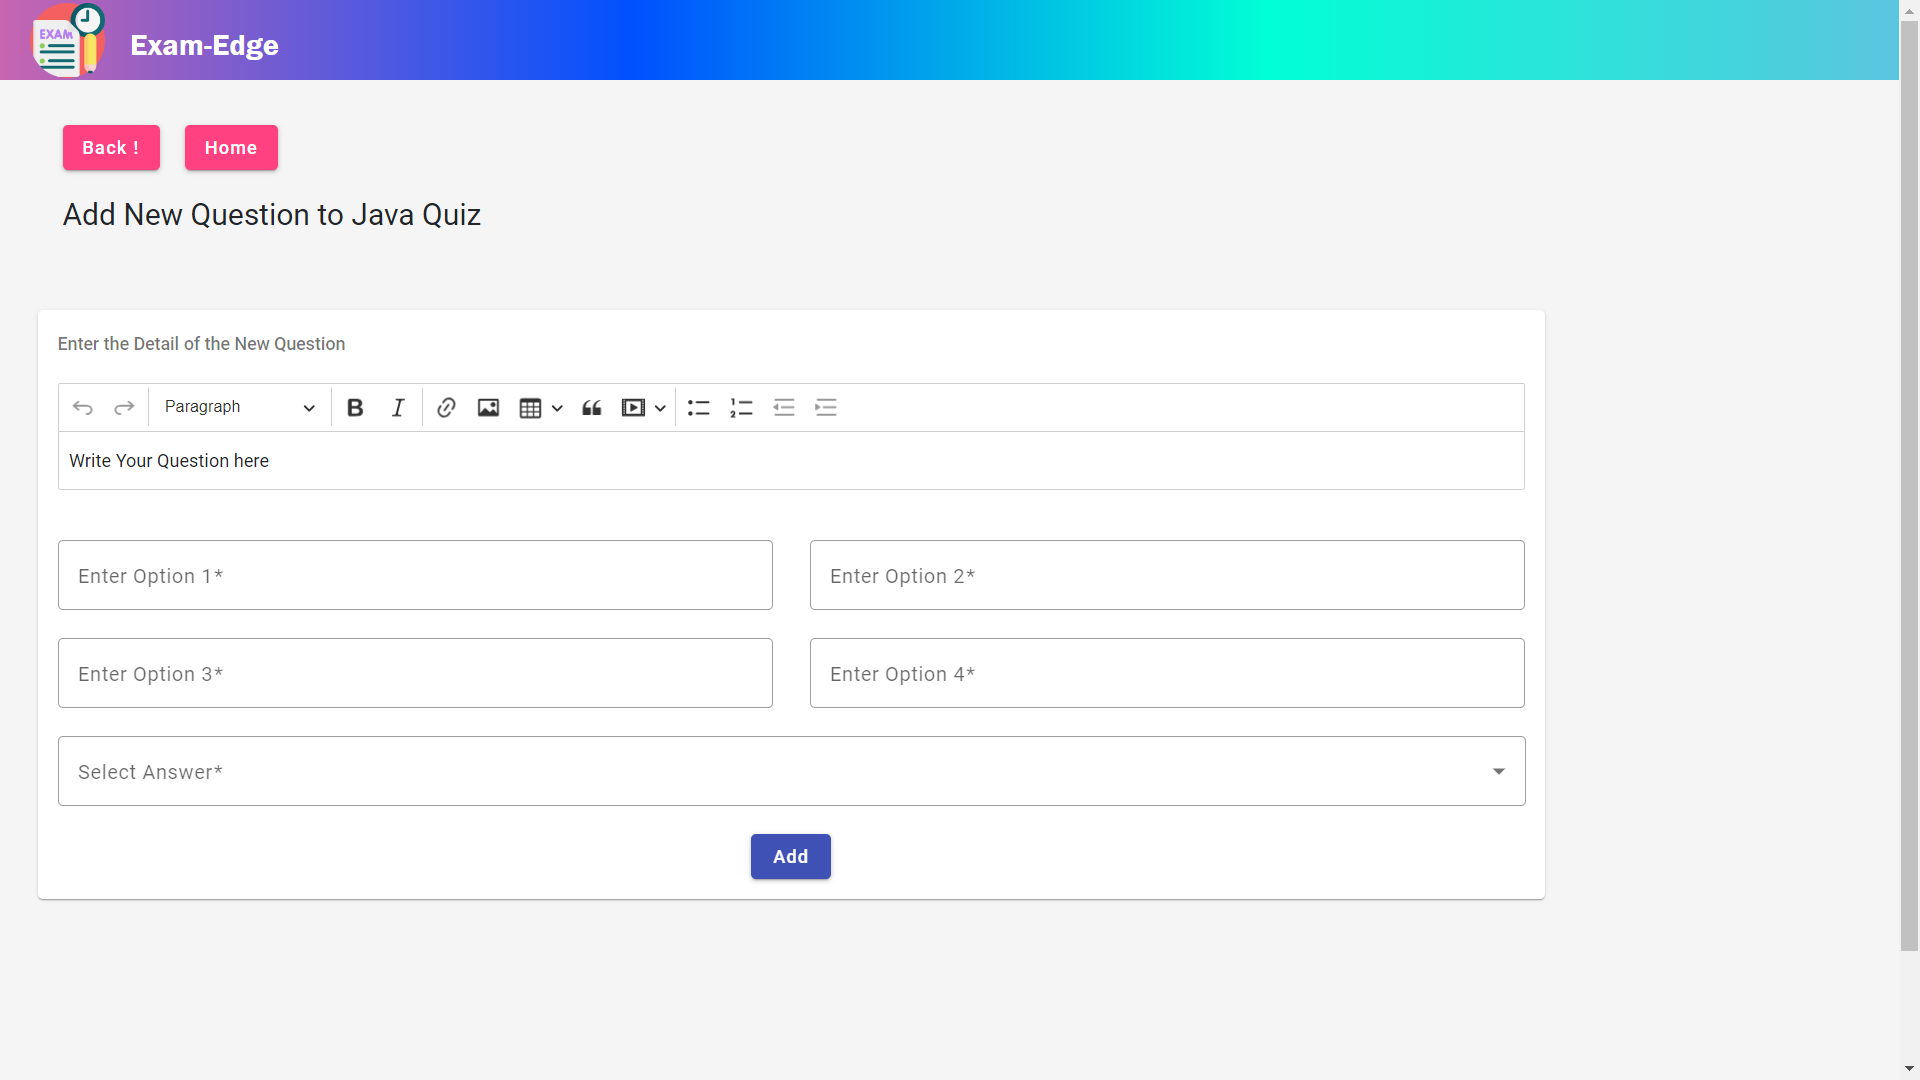 EXAM
Exam-Edge
Back !
Home
Add New Question to Java Quiz
Enter the Detail of the New Question
Paragraph
Write Your Question here
Enter Option 1*
Enter Option 2*
Enter Option 3*
Enter Option 4*
Select Answer*
Add